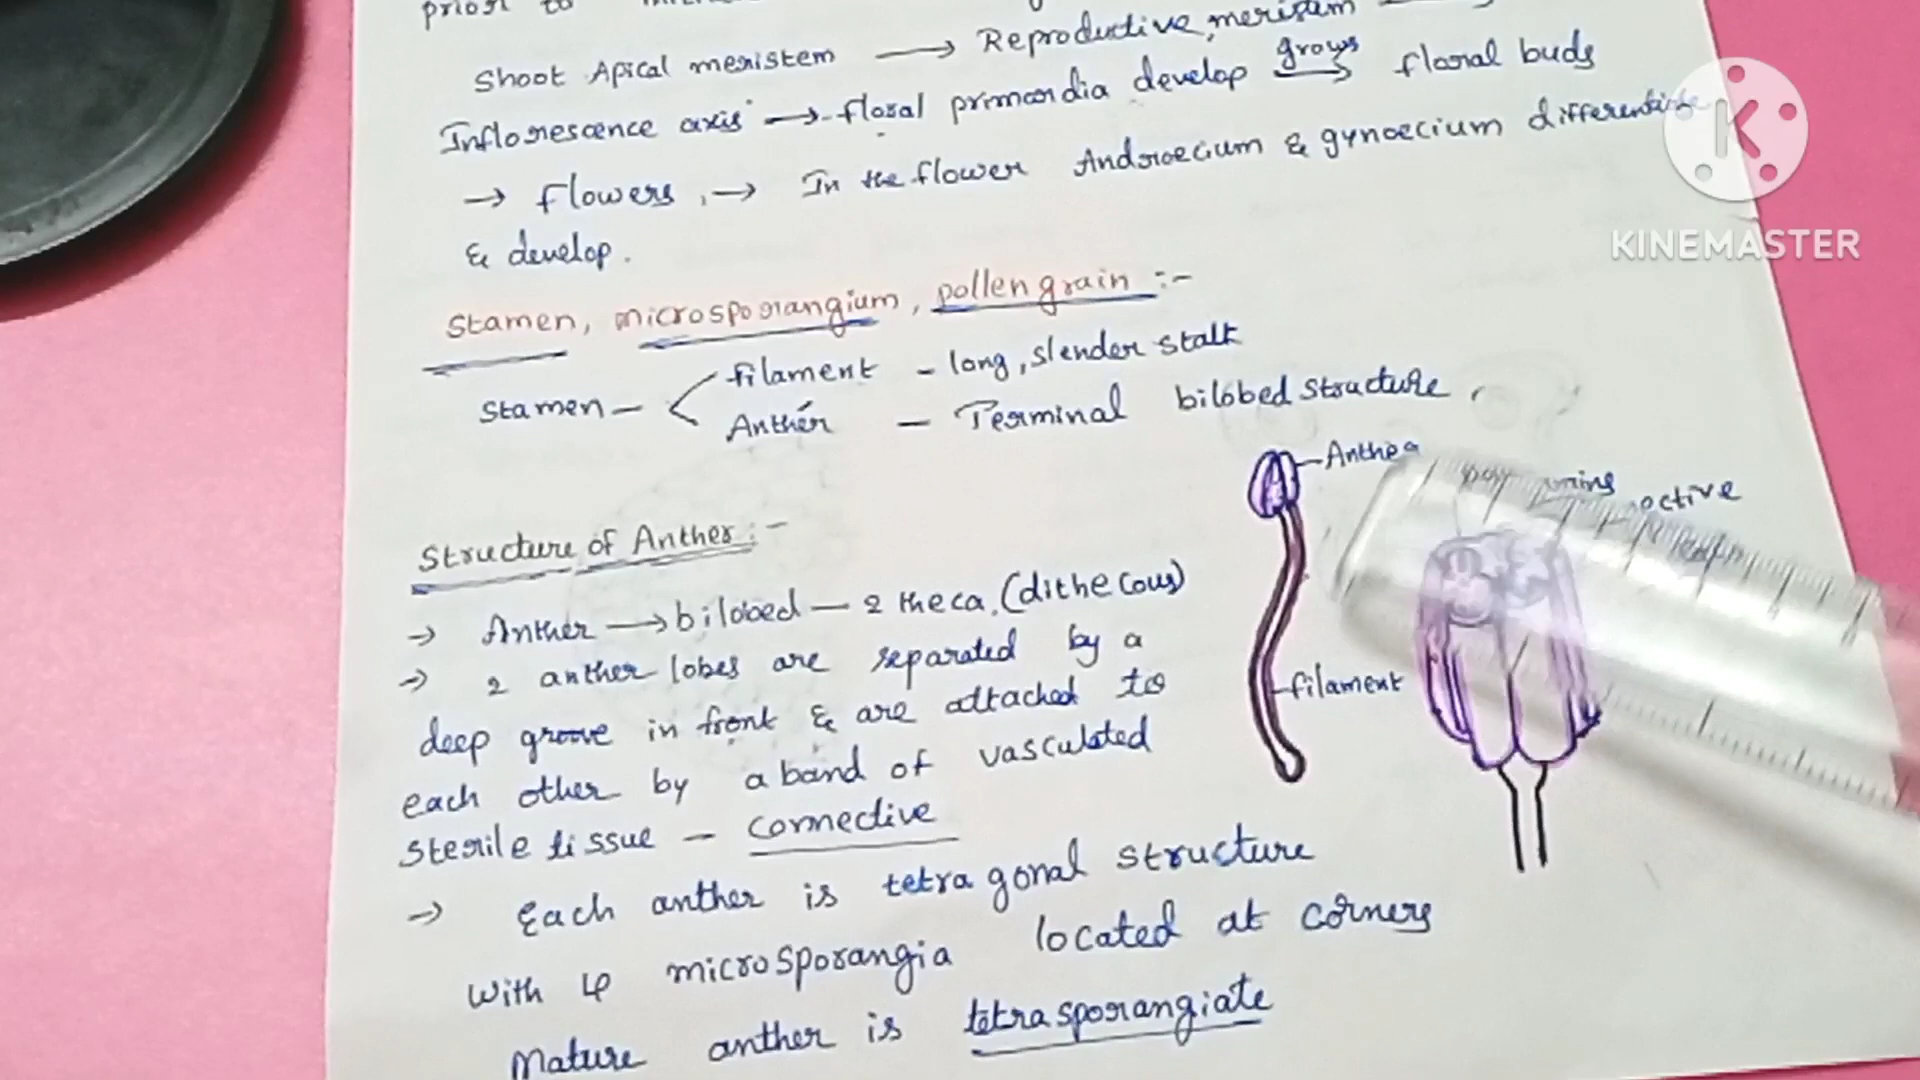 prior to
Shoot Apical meristem → Reproductive meristem
Inflorescence axis → floral primordia develop grows → floral buds
→ flowers, → In the flower Androecium & gynoecium differentiate
& develop.
KINEMASTER
Stamen, microsporangium, pollen grain :-
Stamen — filament - long, slender stalk
Anther — Terminal bilobed structure
Anther
Structure of Anther :-
→ Anther → bilobed — 2 theca. (dithecous)
→ 2 anther lobes are separated by a
deep groove in front & are attached to
filament
each other by a band of vasculated
sterile tissue - connective
→ Each anther is tetragonal structure
with 4 microsporangia located at corners
Mature anther is tetrasporangiate